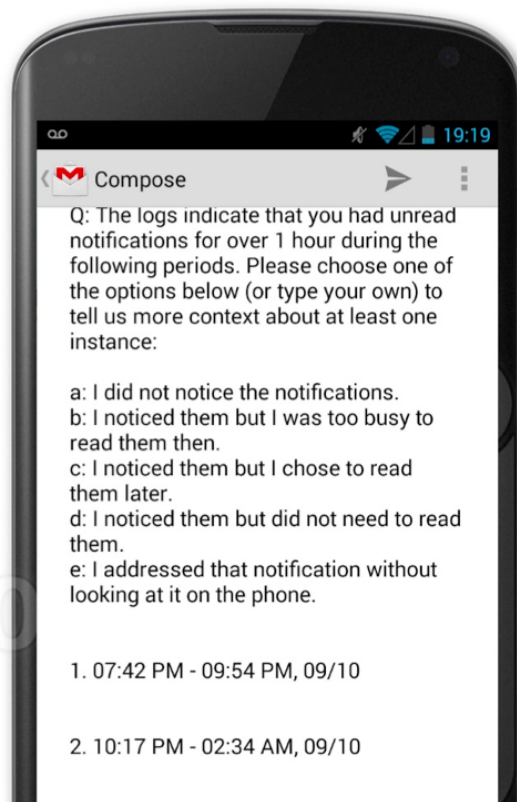 19:19
Compose
Q: The logs indicate that you had unread
notifications for over 1 hour during the
following periods. Please choose one of
the options below (or type your own) to
tell us more context about at least one
instance:
a: I did not notice the notifications.
b: I noticed them but I was too busy to
read them then.
c: I noticed them but I chose to read
them later.
d: I noticed them but did not need to read
them.
e: I addressed that notification without
looking at it on the phone.
1. 07:42 PM - 09:54 PM, 09/10
2. 10:17 PM - 02:34 AM, 09/10